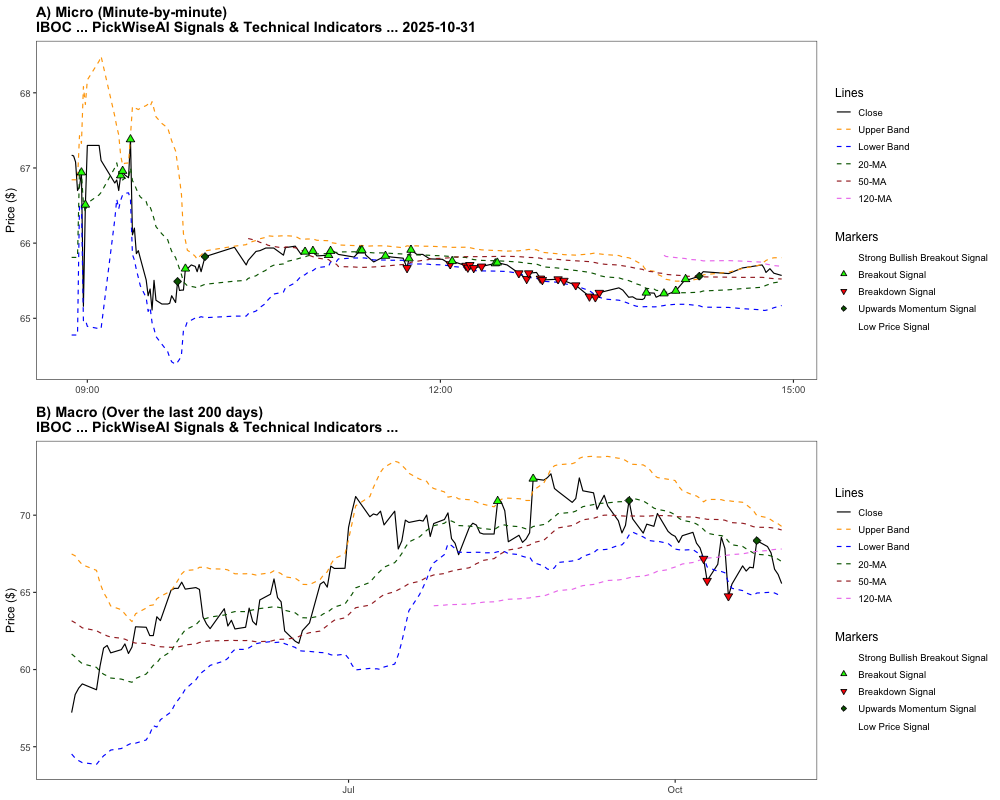 A) Micro (Minute-by-minute)
IBOC ... PickWiseAI Signals & Technical Indicators ... 2025-10-31
Price ($)
68
67
66
65
09:00
12:00
15:00
Lines
Close
Upper Band
Lower Band
20-MA
50-MA
120-MA
Markers
Strong Bullish Breakout Signal
Breakout Signal
Breakdown Signal
Upwards Momentum Signal
Low Price Signal
B) Macro (Over the last 200 days)
IBOC ... PickWiseAI Signals & Technical Indicators ...
Price ($)
70
65
60
55
Jul
Oct
Lines
Close
Upper Band
Lower Band
20-MA
50-MA
120-MA
Markers
Strong Bullish Breakout Signal
Breakout Signal
Breakdown Signal
Upwards Momentum Signal
Low Price Signal